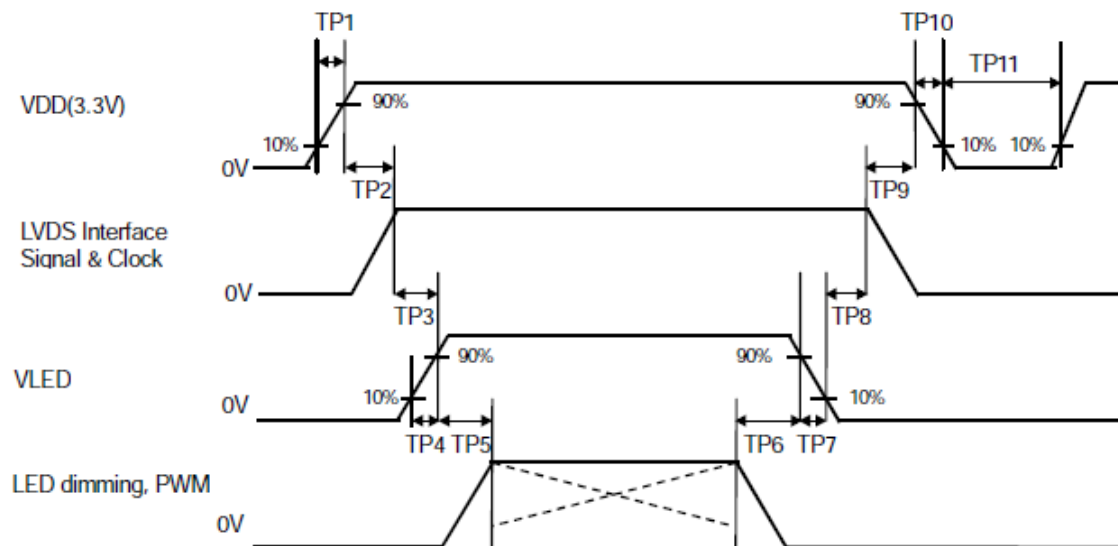 TP1
TP10
TP11
VDD(3.3V)
90%
90%
10%
10%
10%
0V
TP2
TP9
LVDS Interface
Signal & Clock
0V
TP3
TP8
90%
90%
VLED
10%
10%
0V
TP4
TP5
TP6
TP7
LED dimming, PWM
0V